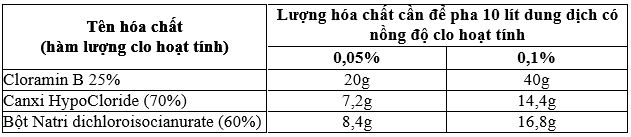 Tên hóa chất
(hàm lượng clo hoạt tính)
Lượng hóa chất cần để pha 10 lít dung dịch có
nồng độ clo hoạt tính
0,05% 0,1%
Cloramin B 25% 20g 40g
Canxi HypoCloride (70%) 7,2g 14,4g
Bột Natri dichloroisocianurate (60%) 8,4g 16,8g